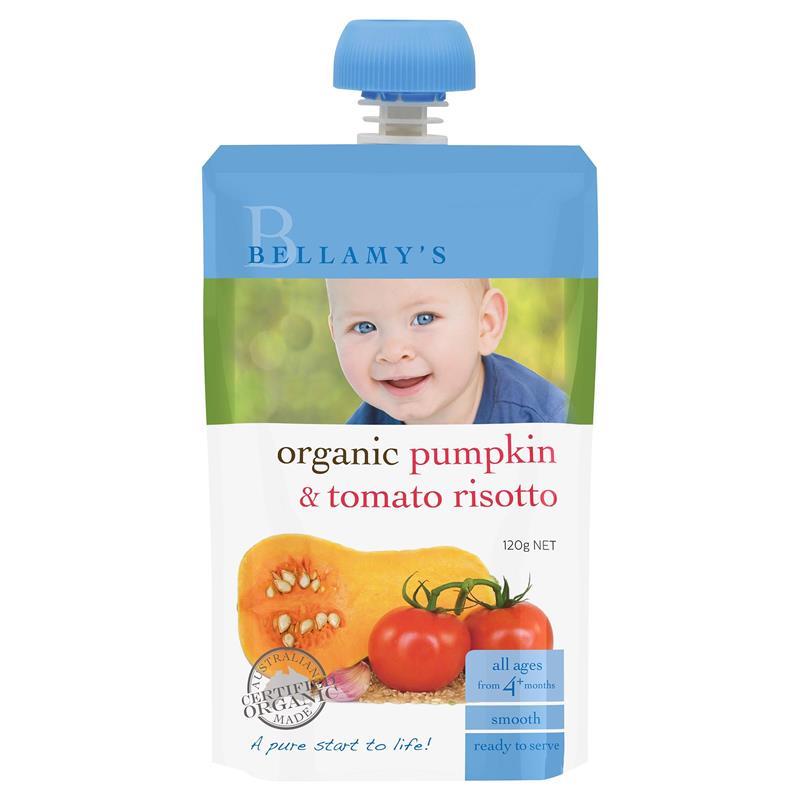 B
BELLAMY'S
organic pumpkin
& tomato risotto
120g NET
all ages
from 4+ months
smooth
ready to serve
AUSTRALIAN
CERTIFIED
ORGANIC
MADE
A pure start to life!